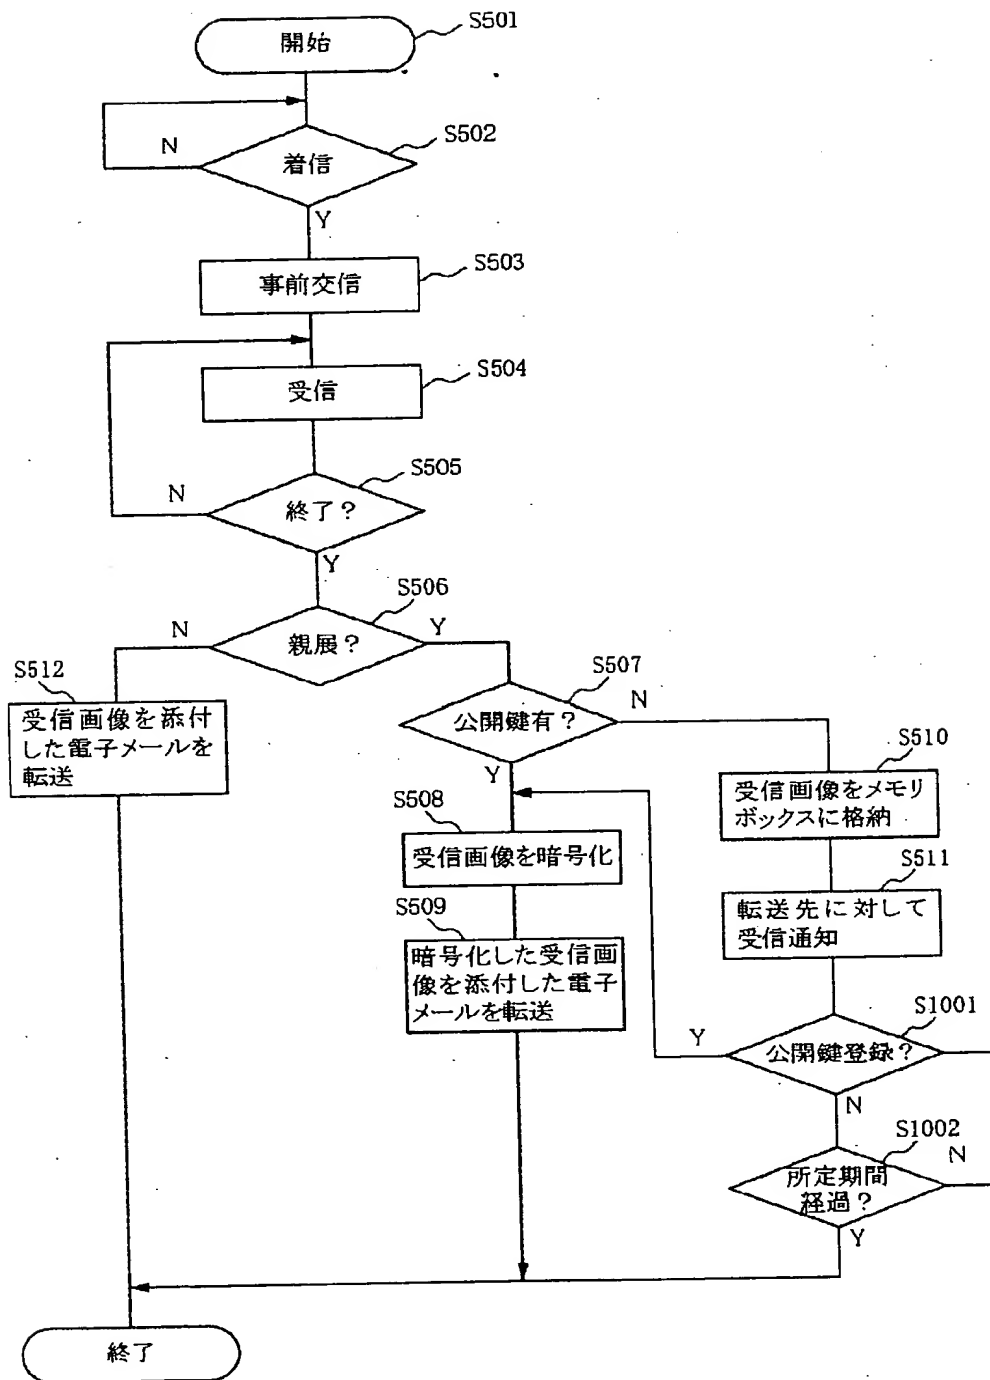 開始
S501
N
着信
S502
Y
事前交信
S503
受信
S504
N
終了?
S505
Y
S506
N
親展?
Y
S512
受信画像を添付
した電子メールを
転送
S507
公開鍵有?
N
Y
S510
受信画像をメモリ
ボックスに格納
S508
受信画像を暗号化
S511
転送先に対して
受信通知
S509
暗号化した受信画
像を添付した電子
メールを転送
S1001
Y
公開鍵登録?
N
S1002
N
所定期間
経過?
Y
終了